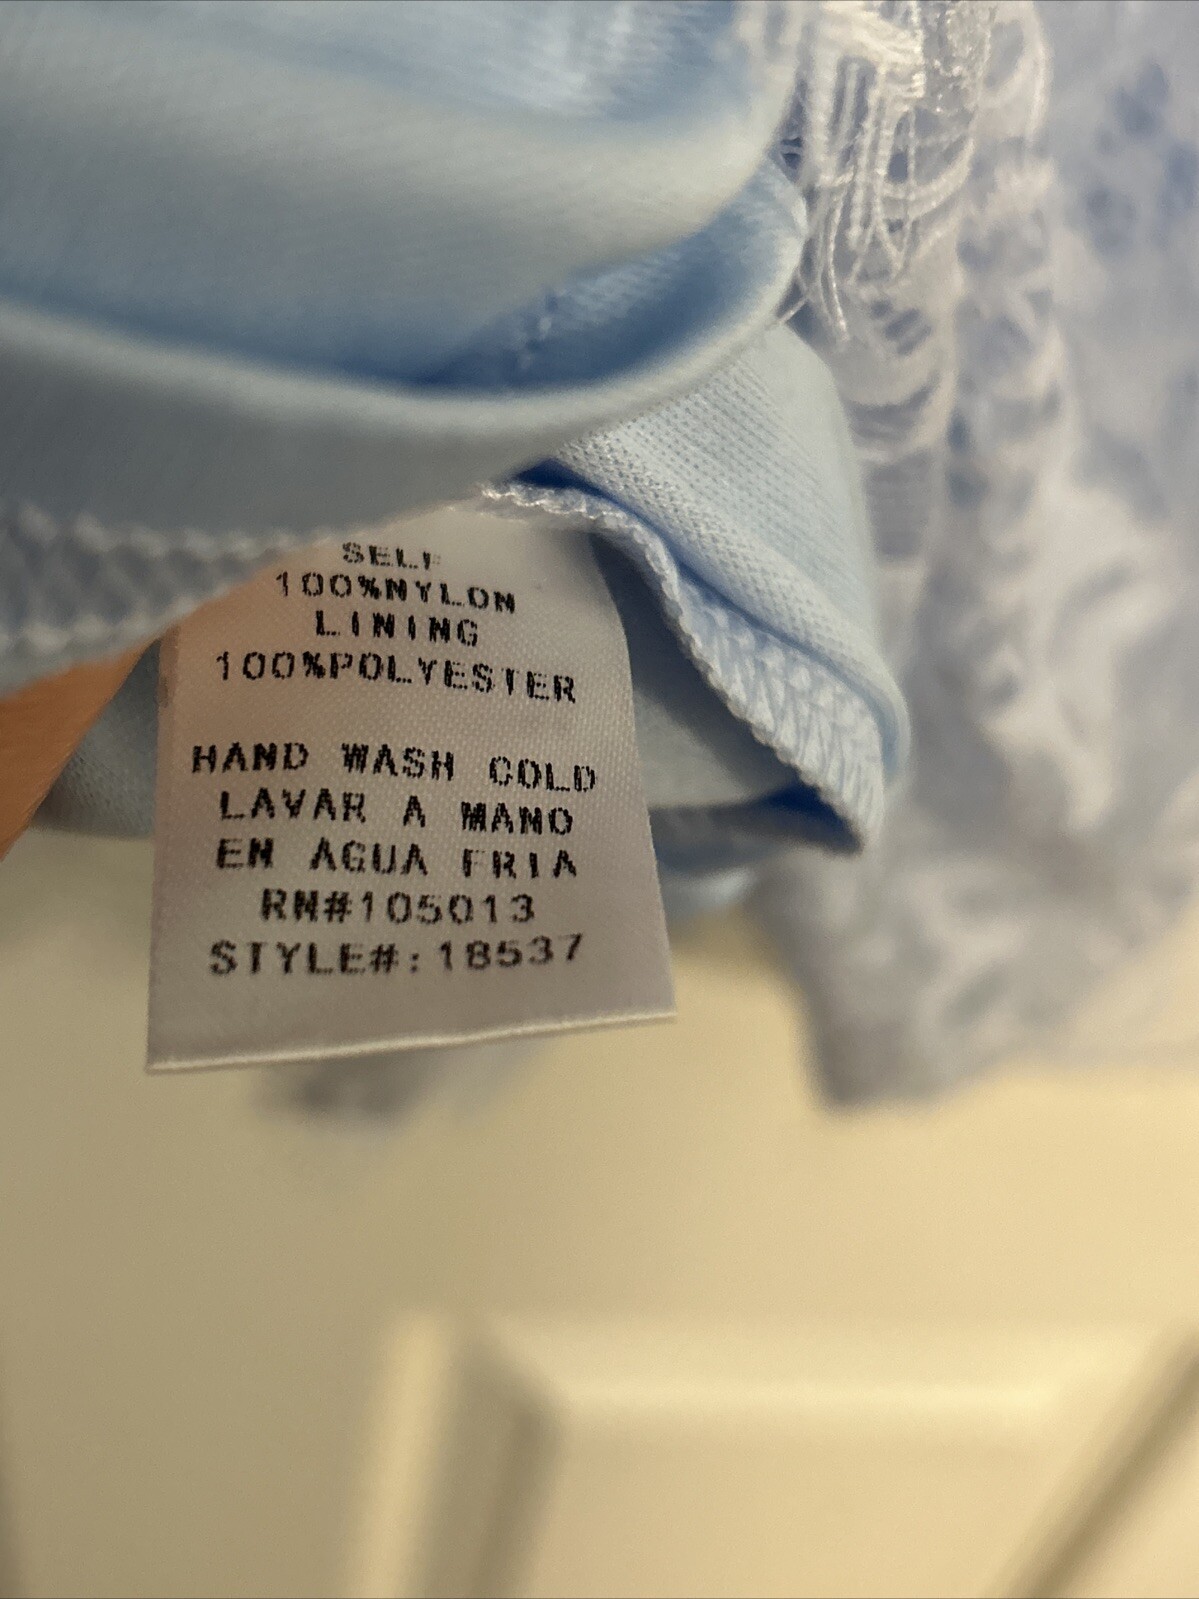 SELF
100%NYLON
LINING
100%POLYESTER
HAND WASH COLD
LAVAR A MANO
EN AGUA FRIA
RN#105013
STYLE#:18537